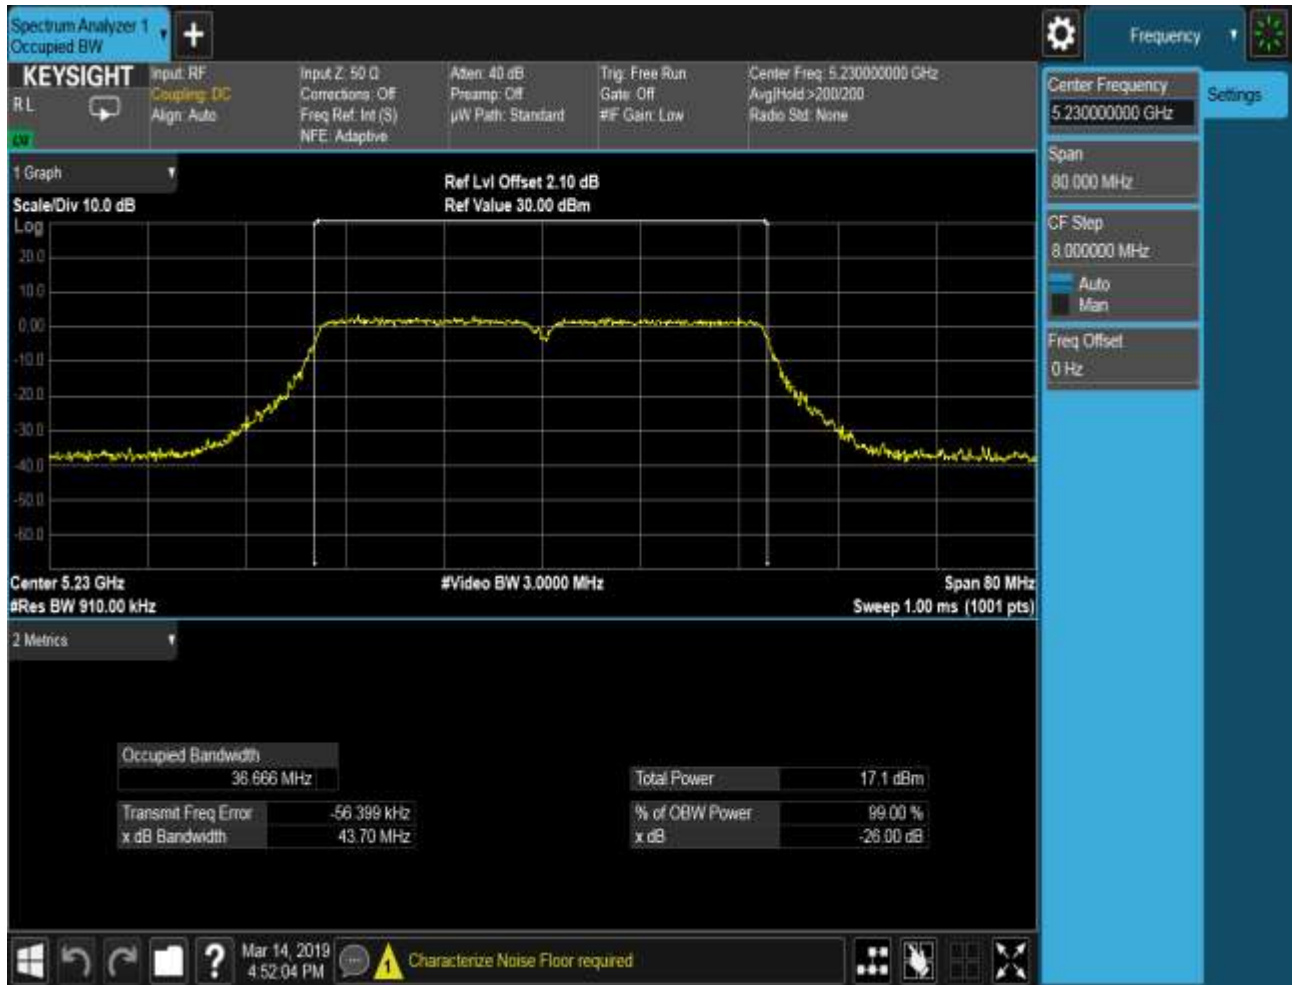 Spectrum Analyzer 1
Occupied BW
Frequency
KEYSIGHT
R L
Input: RF
Coupling: DC
Align: Auto
Input Z: 50 Ω
Corrections: Off
Freq Ref: Int (S)
NFE: Adaptive
Atten: 40 dB
Preamp: Off
µW Path: Standard
Trig: Free Run
Gate: Off
#IF Gain: Low
Center Freq: 5.230000000 GHz
Avg|Hold:>200/200
Radio Std: None
Center Frequency
5.230000000 GHz
Settings
Span
80.000 MHz
CF Step
8.000000 MHz
Auto
Man
Freq Offset
0 Hz
1 Graph
Scale/Div 10.0 dB
Ref Lvl Offset 2.10 dB
Ref Value 30.00 dBm
Log
20.0
10.0
0.00
-10.0
-20.0
-30.0
-40.0
-50.0
-60.0
Center 5.23 GHz
#Video BW 3.0000 MHz
Span 80 MHz
#Res BW 910.00 kHz
Sweep 1.00 ms (1001 pts)
2 Metrics
Occupied Bandwidth
36.666 MHz
Total Power 17.1 dBm
Transmit Freq Error -56.399 kHz
% of OBW Power 99.00 %
x dB Bandwidth 43.70 MHz
x dB -26.00 dB
?
Mar 14, 2019
4:52:04 PM
1
Characterize Noise Floor required